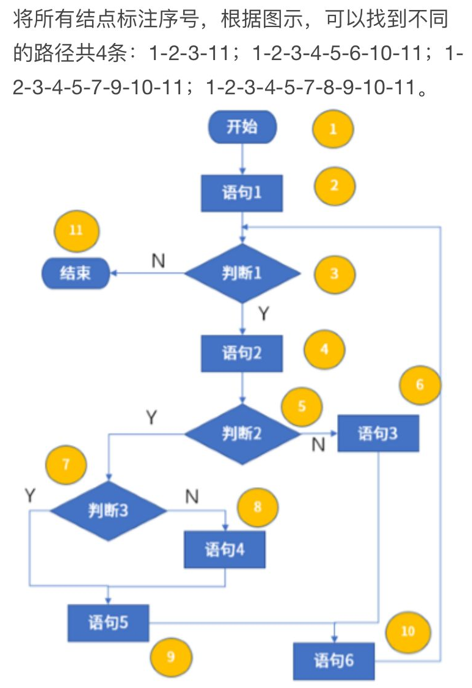 将所有结点标注序号，根据图示，可以找到不同
的路径共4条：1-2-3-11；1-2-3-4-5-6-10-11；1-
2-3-4-5-7-9-10-11；1-2-3-4-5-7-8-9-10-11。
开始 1
语句1 2
11
结束 N 判断1 3
Y
语句2 4
6
5
Y 判断2 N 语句3
7
Y 判断3 N 8
语句4
语句5 10
9 语句6